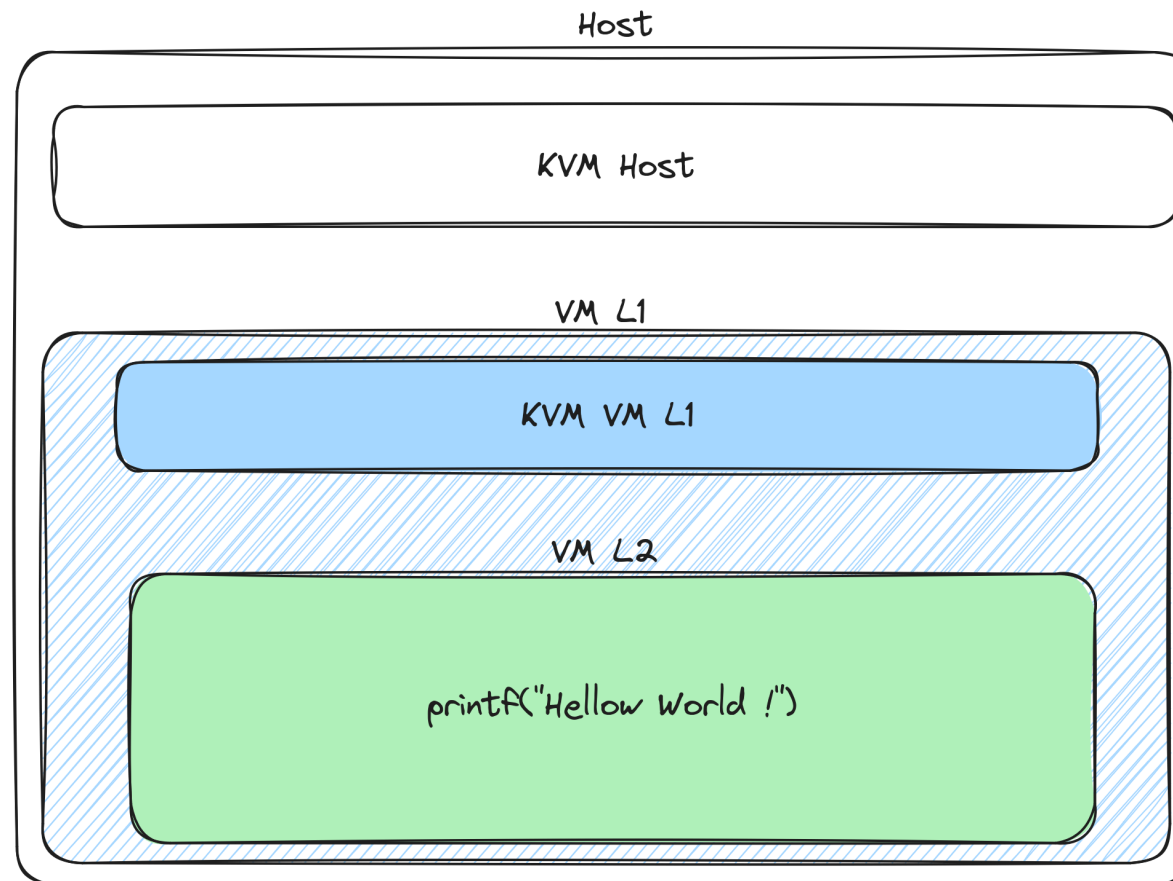 Host
KVM Host
VM L1
KVM VM L1
VM L2
printf("Hellow World !")